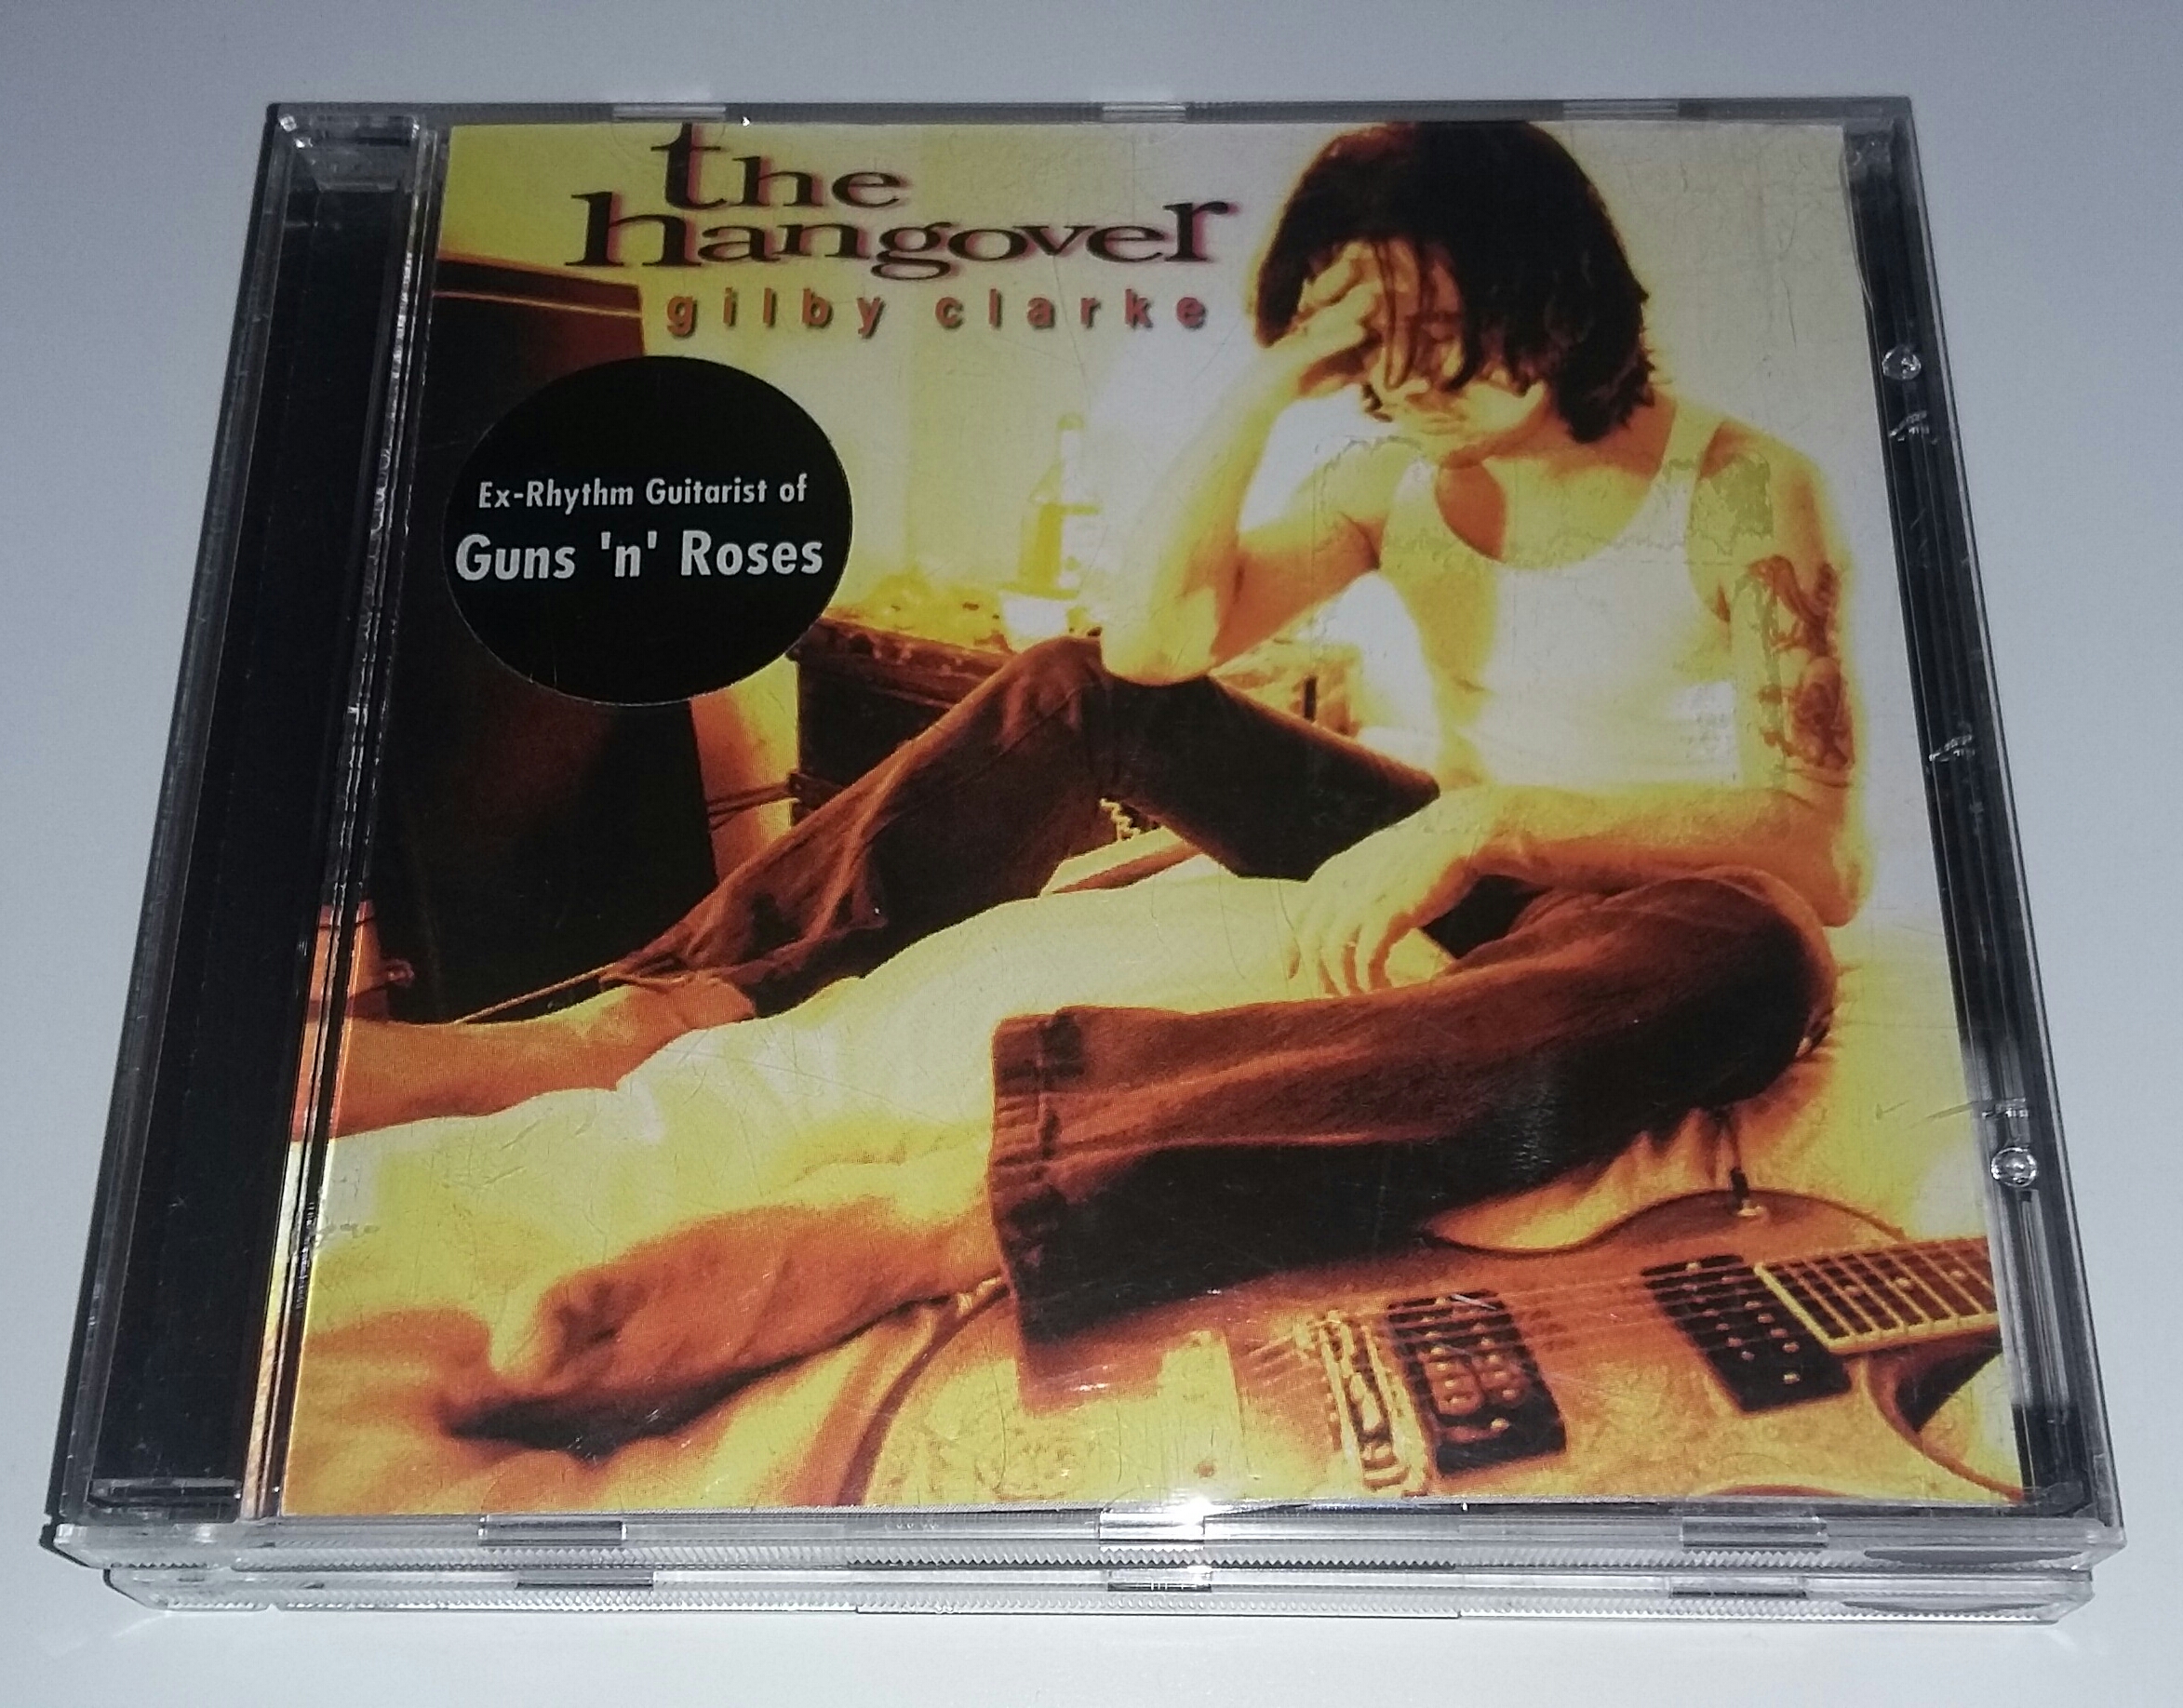 the
hangover
gilby clarke
Ex-Rhythm Guitarist of
Guns 'n' Roses